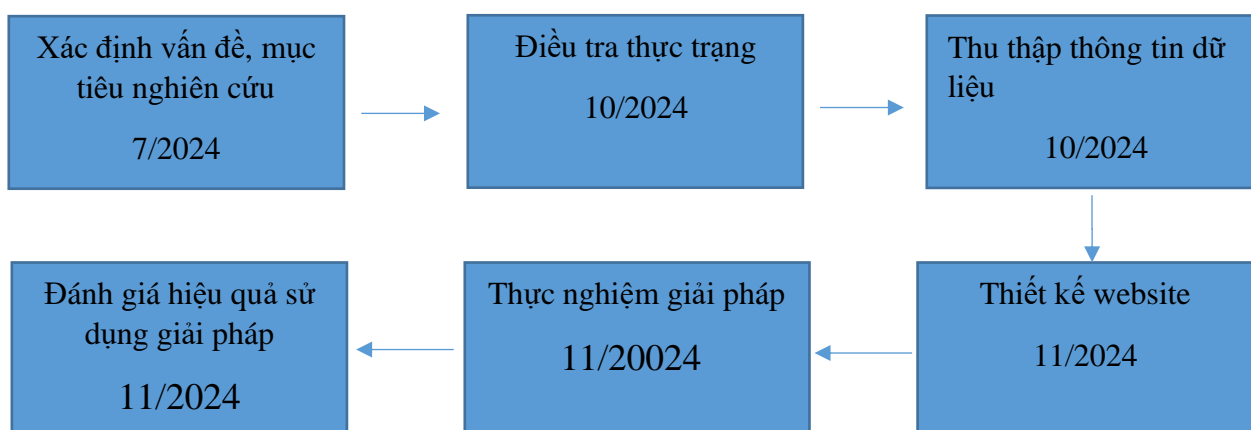 Xác định vấn đề, mục
tiêu nghiên cứu
7/2024
Điều tra thực trạng
10/2024
Thu thập thông tin dữ
liệu
10/2024
Thiết kế website
11/2024
Thực nghiệm giải pháp
11/20024
Đánh giá hiệu quả sử
dụng giải pháp
11/2024